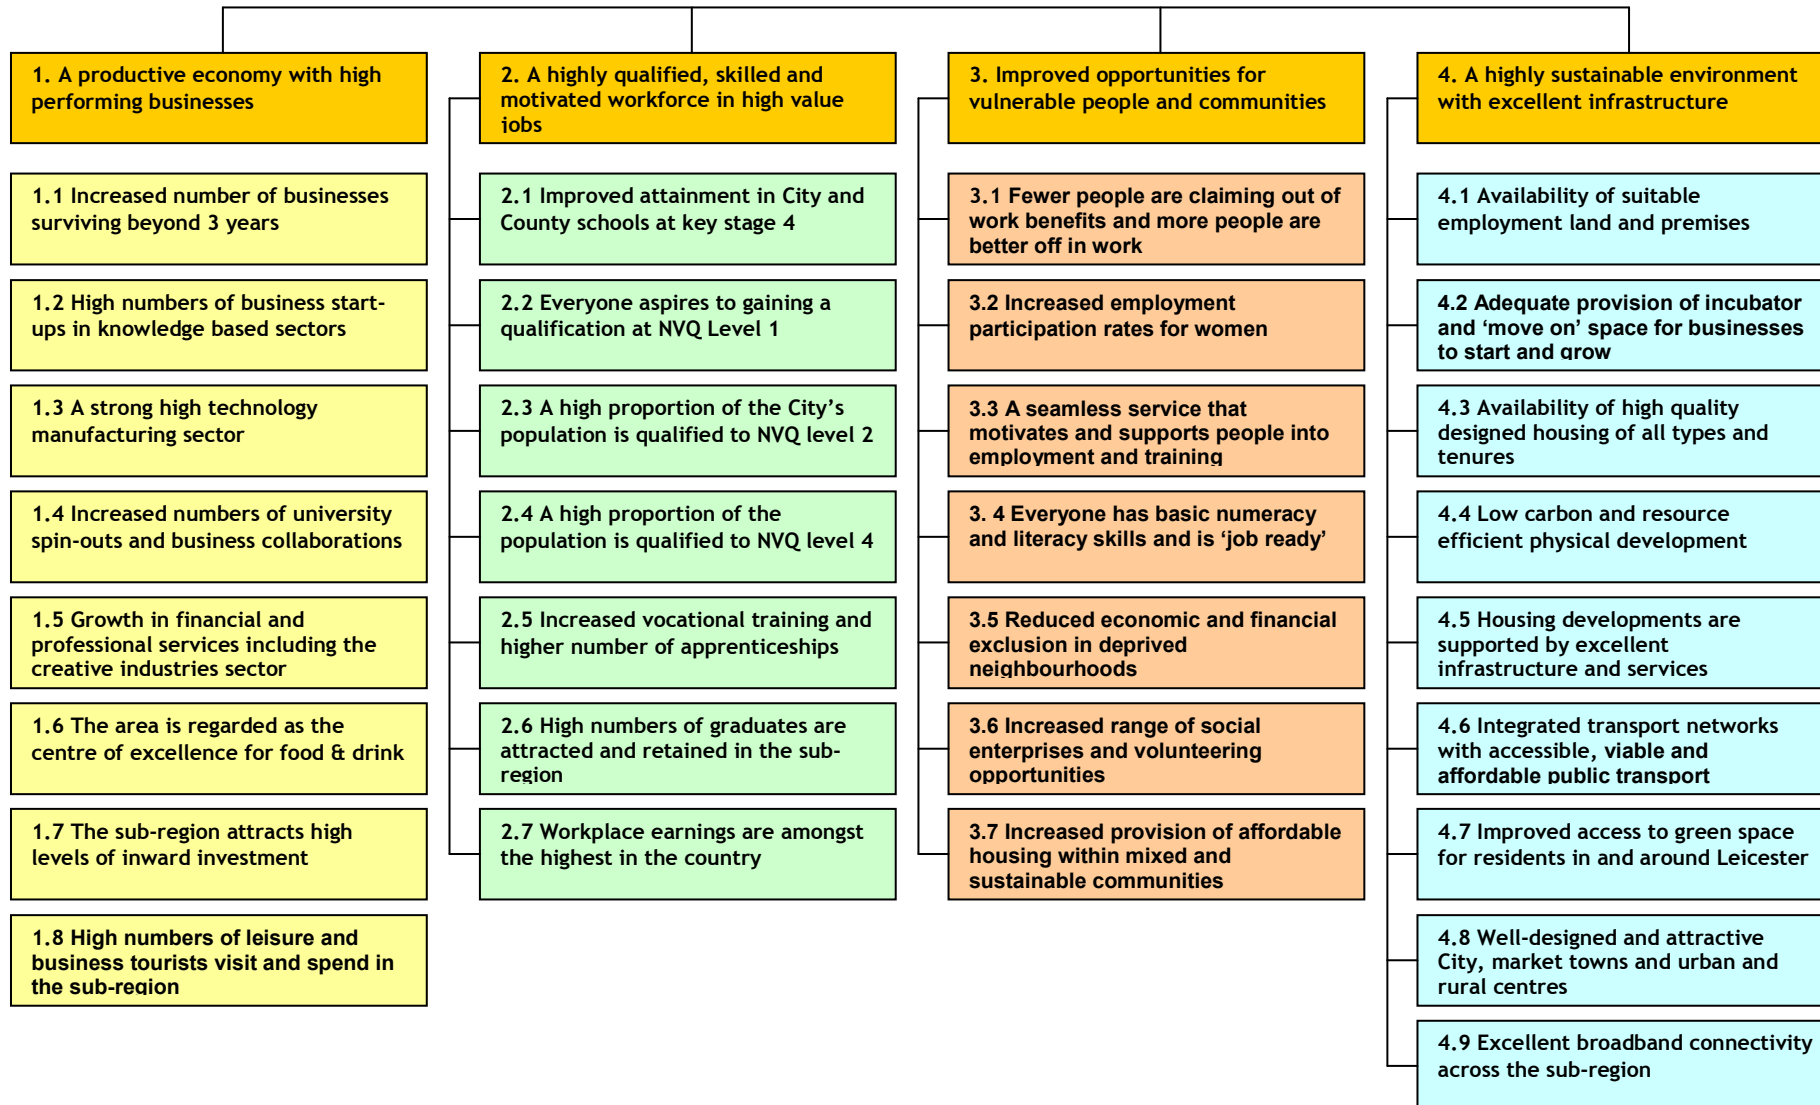 1. A productive economy with high
performing businesses
1.1 Increased number of businesses
surviving beyond 3 years
1.2 High numbers of business start-
ups in knowledge based sectors
1.3 A strong high technology
manufacturing sector
1.4 Increased numbers of university
spin-outs and business collaborations
1.5 Growth in financial and
professional services including the
creative industries sector
1.6 The area is regarded as the
centre of excellence for food & drink
1.7 The sub-region attracts high
levels of inward investment
1.8 High numbers of leisure and
business tourists visit and spend in
the sub-region
2. A highly qualified, skilled and
motivated workforce in high value
jobs
2.1 Improved attainment in City and
County schools at key stage 4
2.2 Everyone aspires to gaining a
qualification at NVQ Level 1
2.3 A high proportion of the City’s
population is qualified to NVQ level 2
2.4 A high proportion of the
population is qualified to NVQ level 4
2.5 Increased vocational training and
higher number of apprenticeships
2.6 High numbers of graduates are
attracted and retained in the sub-
region
2.7 Workplace earnings are amongst
the highest in the country
3. Improved opportunities for
vulnerable people and communities
3.1 Fewer people are claiming out of
work benefits and more people are
better off in work
3.2 Increased employment
participation rates for women
3.3 A seamless service that
motivates and supports people into
employment and training
3. 4 Everyone has basic numeracy
and literacy skills and is ‘job ready’
3.5 Reduced economic and financial
exclusion in deprived
neighbourhoods
3.6 Increased range of social
enterprises and volunteering
opportunities
3.7 Increased provision of affordable
housing within mixed and
sustainable communities
4. A highly sustainable environment
with excellent infrastructure
4.1 Availability of suitable
employment land and premises
4.2 Adequate provision of incubator
and ‘move on’ space for businesses
to start and grow
4.3 Availability of high quality
designed housing of all types and
tenures
4.4 Low carbon and resource
efficient physical development
4.5 Housing developments are
supported by excellent
infrastructure and services
4.6 Integrated transport networks
with accessible, viable and
affordable public transport
4.7 Improved access to green space
for residents in and around Leicester
4.8 Well-designed and attractive
City, market towns and urban and
rural centres
4.9 Excellent broadband connectivity
across the sub-region